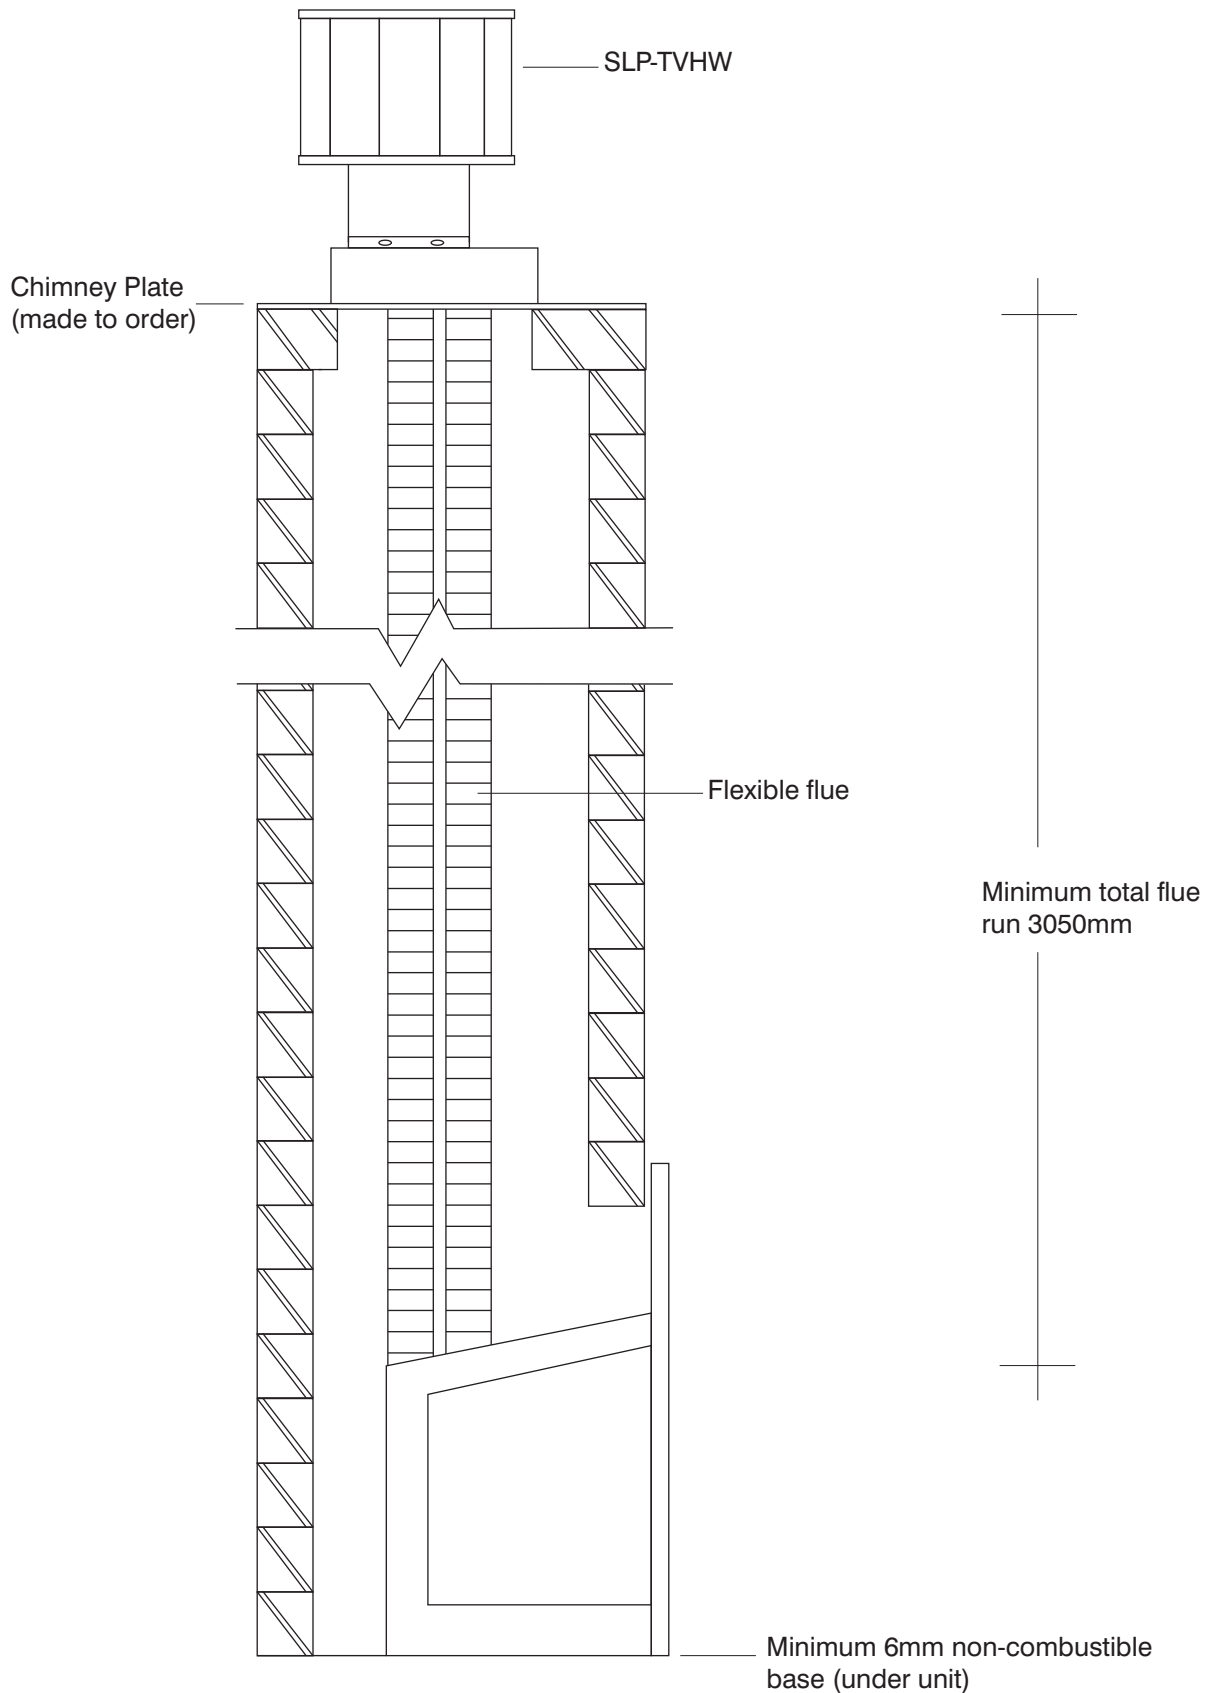 SLP-TVHW
Chimney Plate
(made to order)
Flexible flue
Minimum total flue
run 3050mm
Minimum 6mm non-combustible
base (under unit)